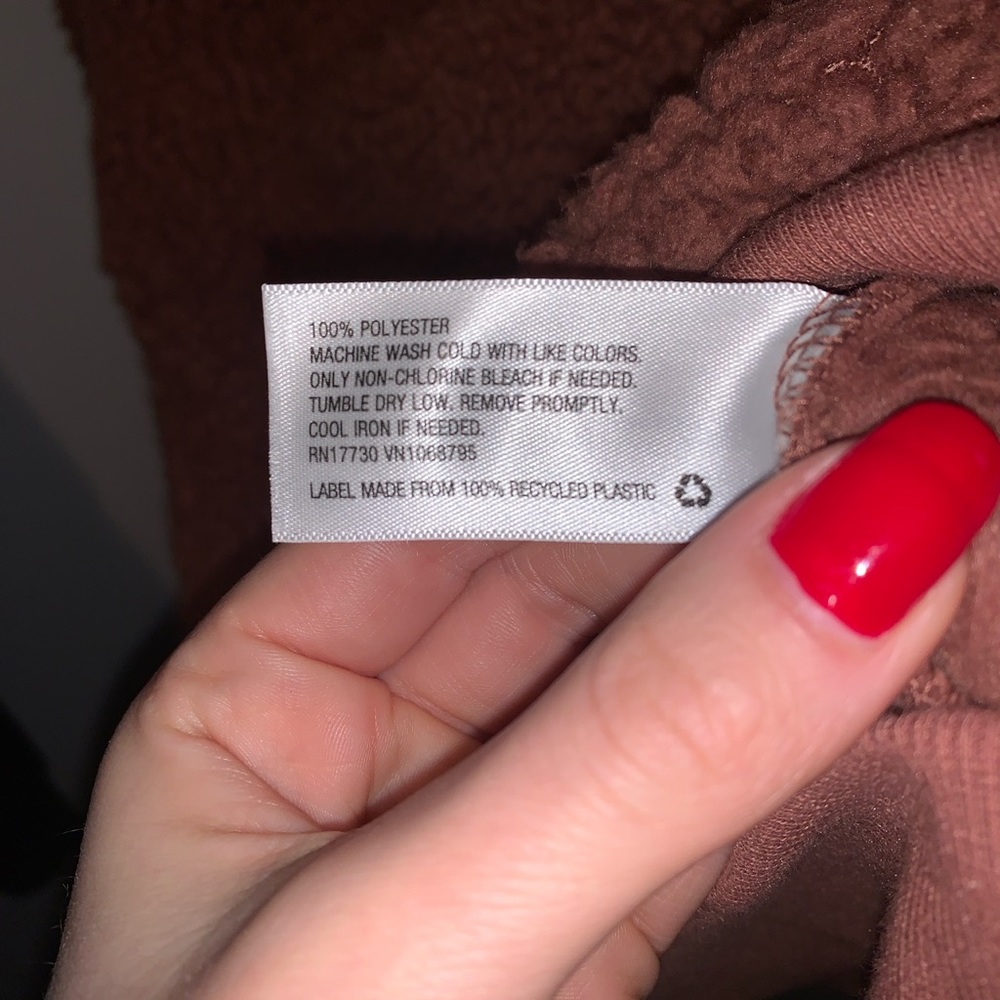 100% POLYESTER
MACHINE WASH COLD WITH LIKE COLORS.
ONLY NON-CHLORINE BLEACH IF NEEDED.
TUMBLE DRY LOW. REMOVE PROMPTLY.
COOL IRON IF NEEDED.
RN17730 VN1068795
LABEL MADE FROM 100% RECYCLED PLASTIC